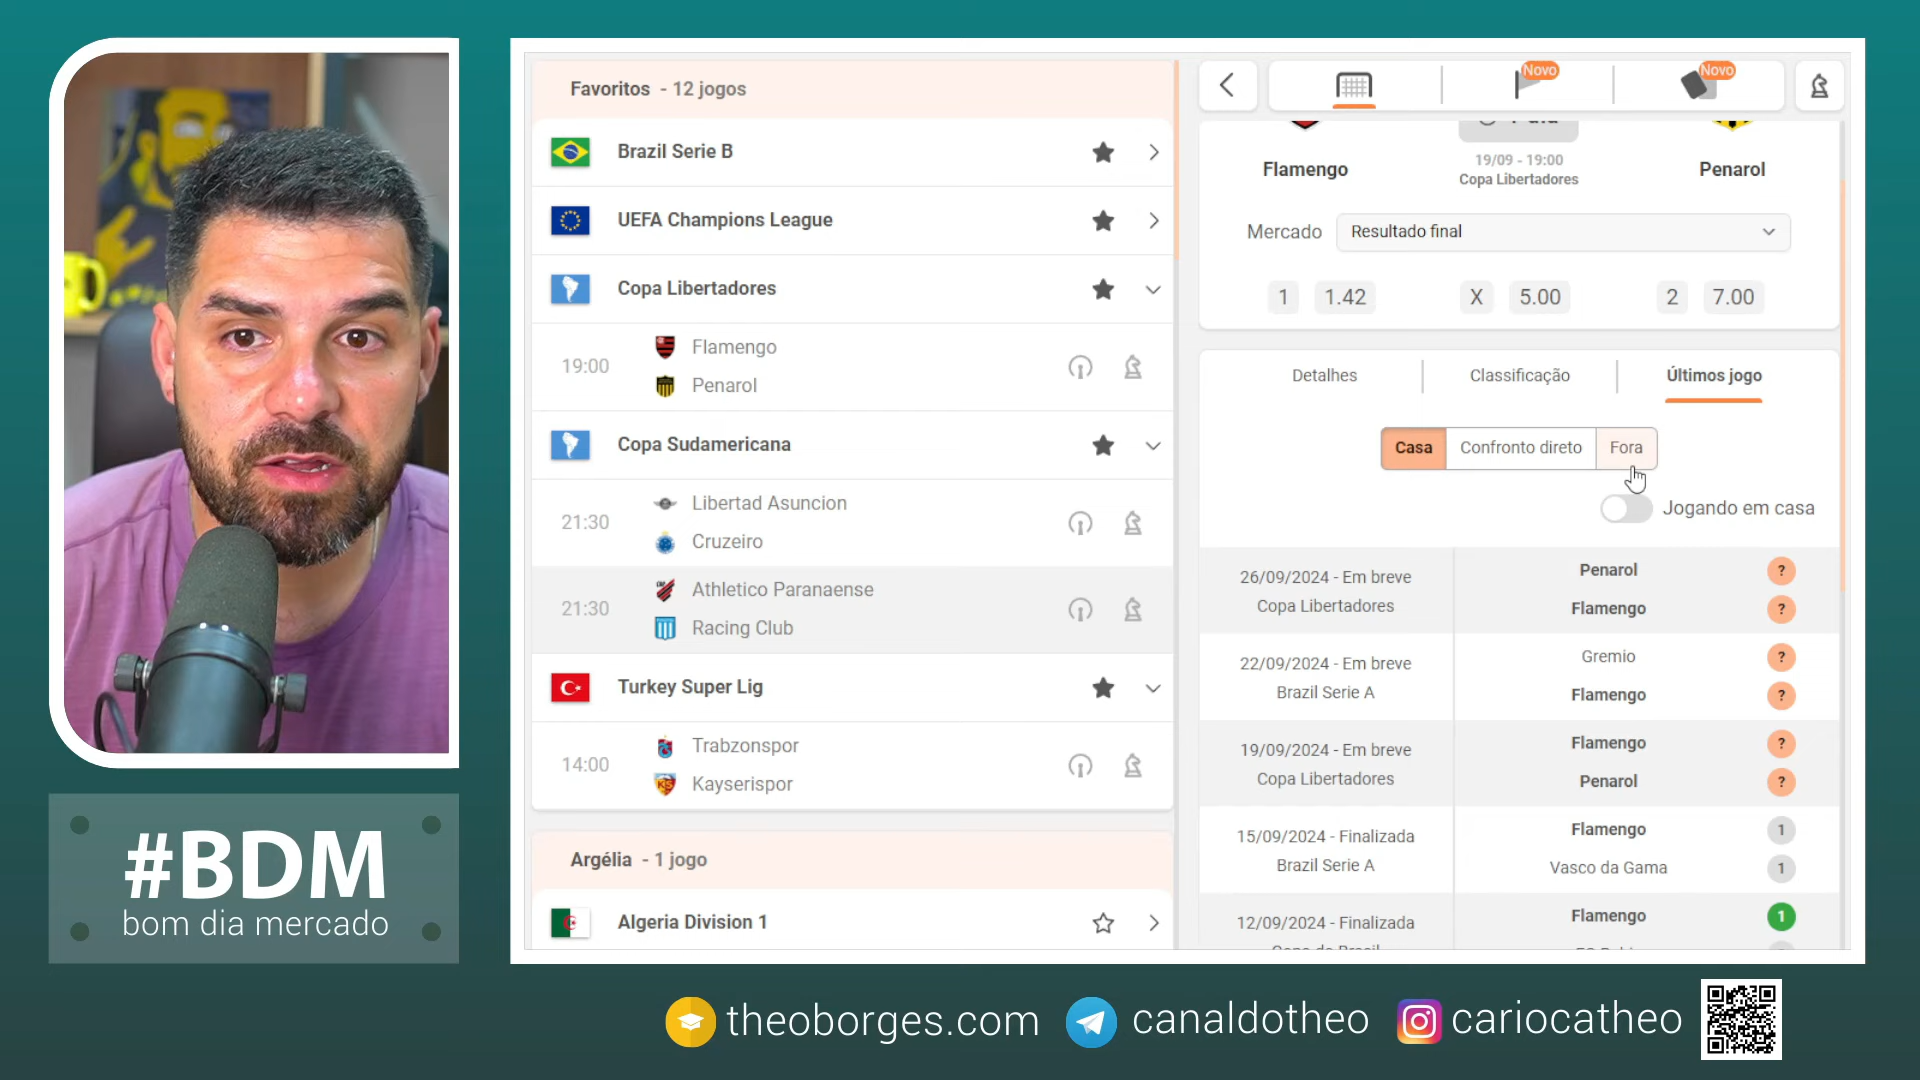 #BDM
bom dia mercado
Favoritos - 12 jogos
Brazil Serie B
UEFA Champions League
Copa Libertadores
19:00
Flamengo
Penarol
Copa Sudamericana
21:30
Libertad Asuncion
Cruzeiro
21:30
Athletico Paranaense
Racing Club
Turkey Super Lig
14:00
Trabzonspor
Kayserispor
Argélia - 1 jogo
Algeria Division 1
Novo
Novo
Flamengo
19/09 - 19:00
Copa Libertadores
Penarol
Mercado
Resultado final
1 1.42 X 5.00 2 7.00
Detalhes
Classificação
Últimos jogo
Casa
Confronto direto
Fora
Jogando em casa
26/09/2024 - Em breve
Copa Libertadores
Penarol ?
Flamengo ?
22/09/2024 - Em breve
Brazil Serie A
Gremio ?
Flamengo ?
19/09/2024 - Em breve
Copa Libertadores
Flamengo ?
Penarol ?
15/09/2024 - Finalizada
Brazil Serie A
Flamengo 1
Vasco da Gama 1
12/09/2024 - Finalizada
Flamengo 1
theoborges.com
canaldotheo
cariocatheo